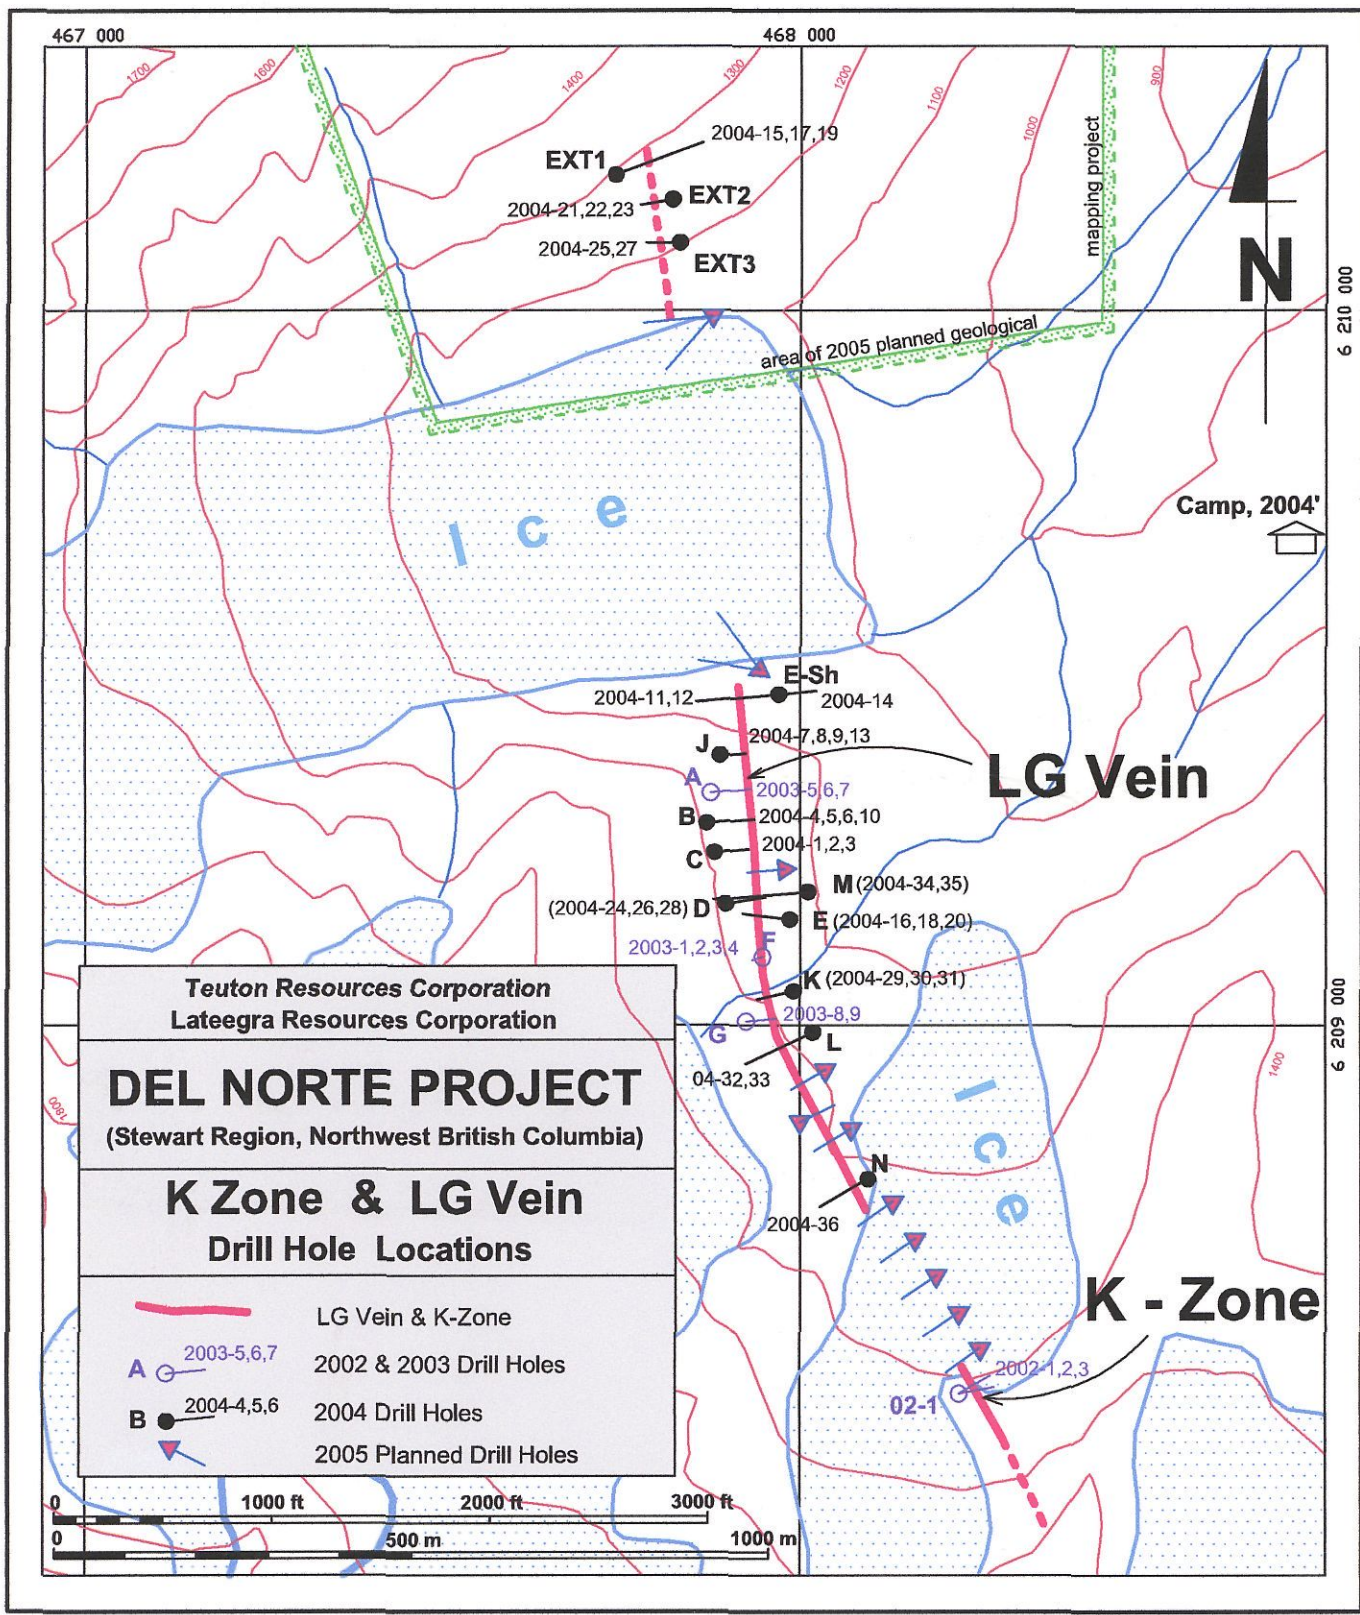 467 000
468 000
1700
1600
1400
1300
1200
1100
1000
900
mapping project
2004-15,17,19
EXT1
EXT2
2004-21,22,23
2004-25,27
EXT3
N
6 210 000
area of 2005 planned geological
Ice
Camp, 2004'
E-Sh
2004-11,12
2004-14
J
2004-7,8,9,13
LG Vein
A
2003-5,6,7
B
2004-4,5,6,10
C
2004-1,2,3
M (2004-34,35)
(2004-24,26,28) D
E (2004-16,18,20)
2003-1,2,3,4
F
K (2004-29,30,31)
G
2003-8,9
6 209 000
L
04-32,33
1400
1800
Ice
N
2004-36
K - Zone
2002-1,2,3
02-1
Teuton Resources Corporation
Lateegra Resources Corporation
DEL NORTE PROJECT
(Stewart Region, Northwest British Columbia)
K Zone & LG Vein
Drill Hole Locations
LG Vein & K-Zone
A 2003-5,6,7 2002 & 2003 Drill Holes
B 2004-4,5,6 2004 Drill Holes
2005 Planned Drill Holes
0 1000 ft 2000 ft 3000 ft
0 500 m 1000 m